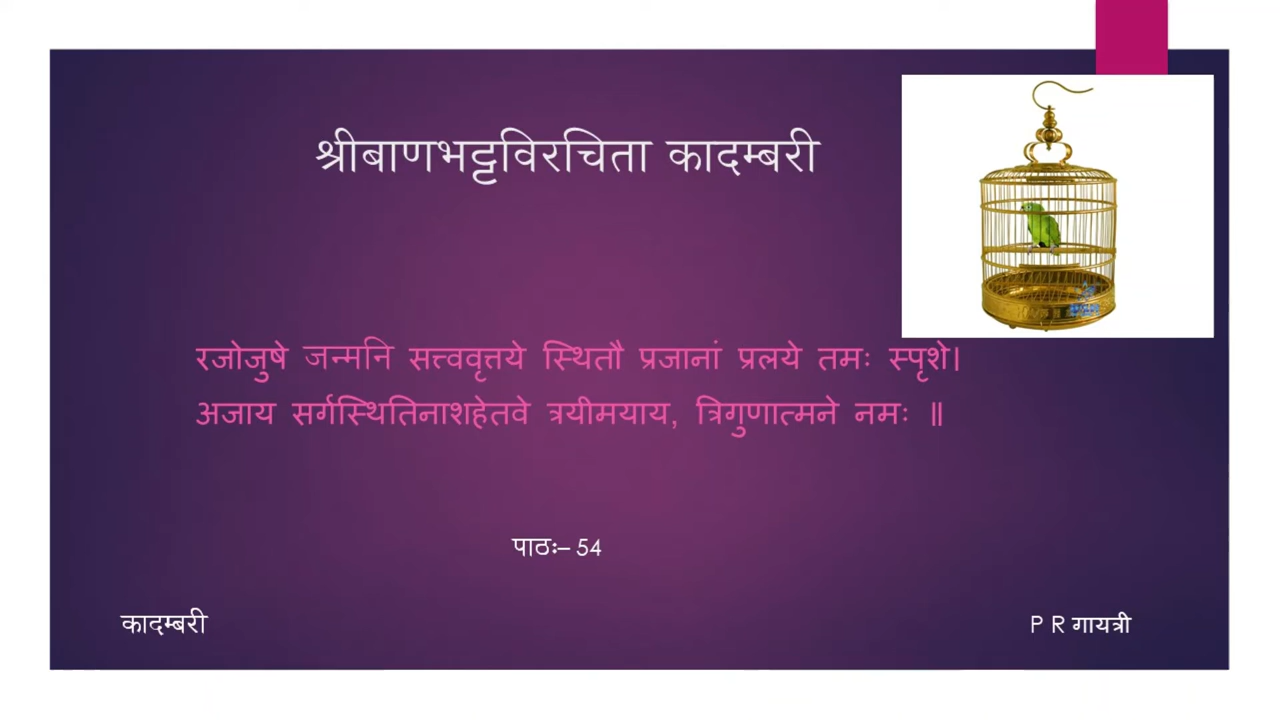 श्रीबाणभट्टविरचिता कादम्बरी
रजोजुषे जन्मनि सत्त्ववृत्तये स्थितौ प्रजानां प्रलये तमः स्पृशे।
अजाय सर्गस्थितिनाशहेतवे त्रयीमयाय, त्रिगुणात्मने नमः ॥
पाठः– 54
कादम्बरी
P R गायत्री